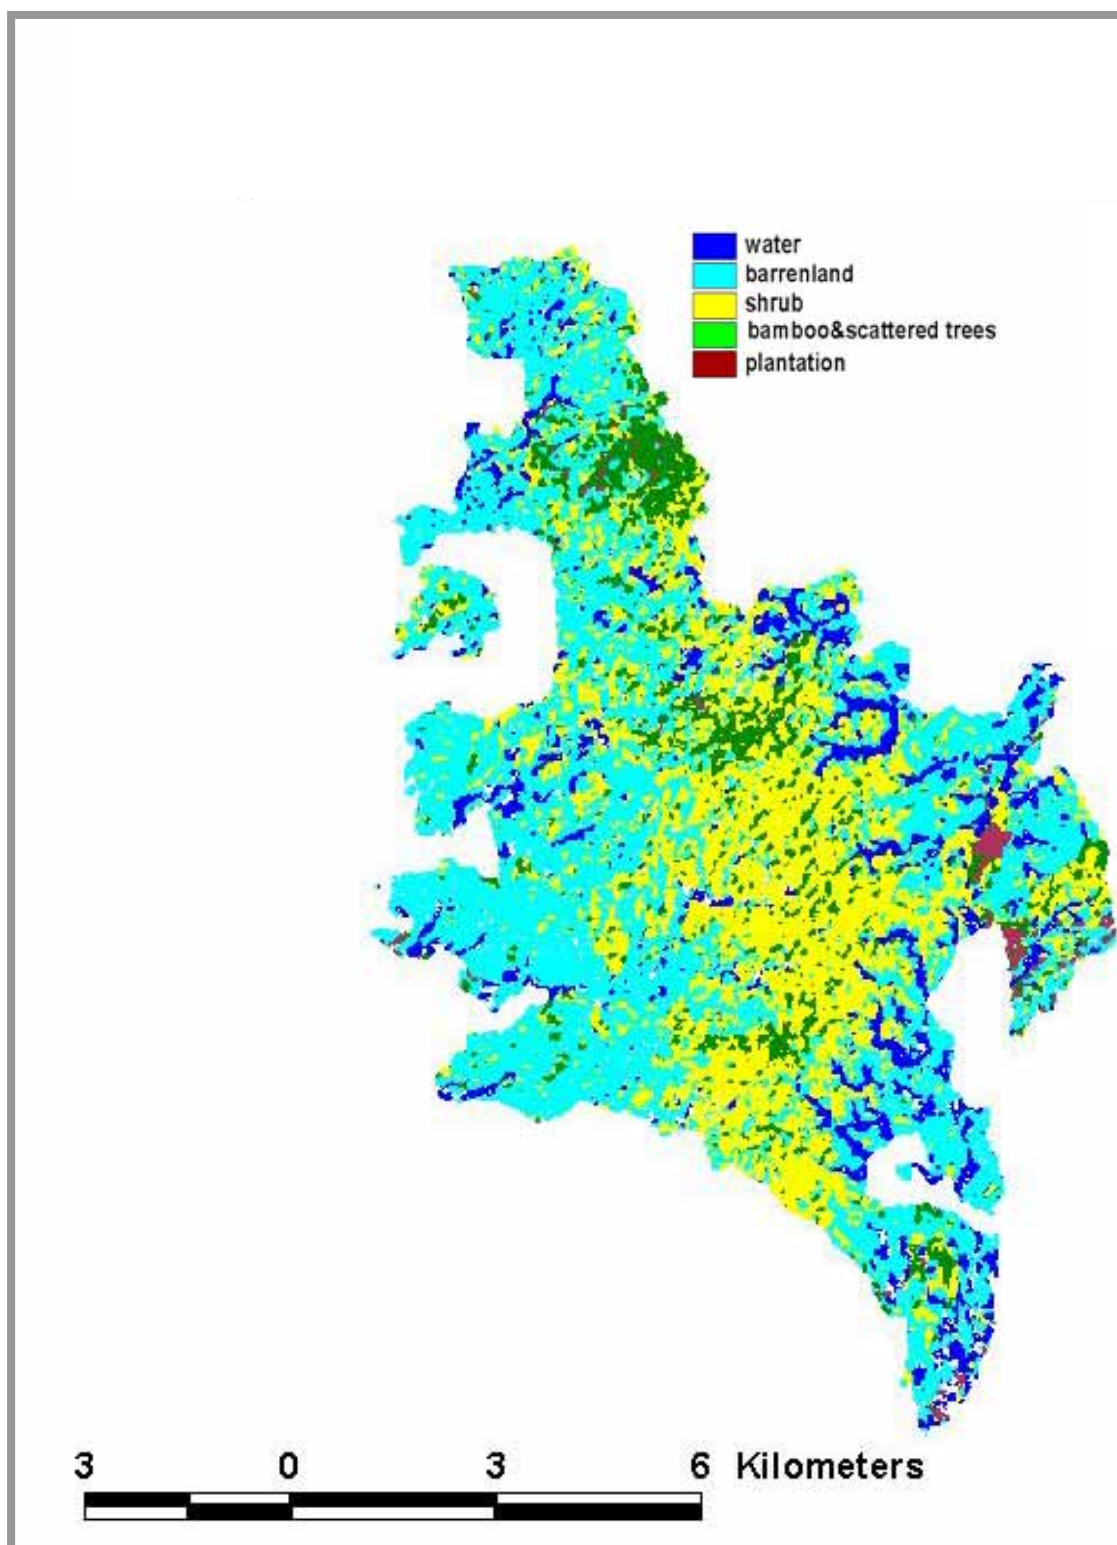 water
barrenland
shrub
bamboo&scattered trees
plantation
3 0 3 6 Kilometers